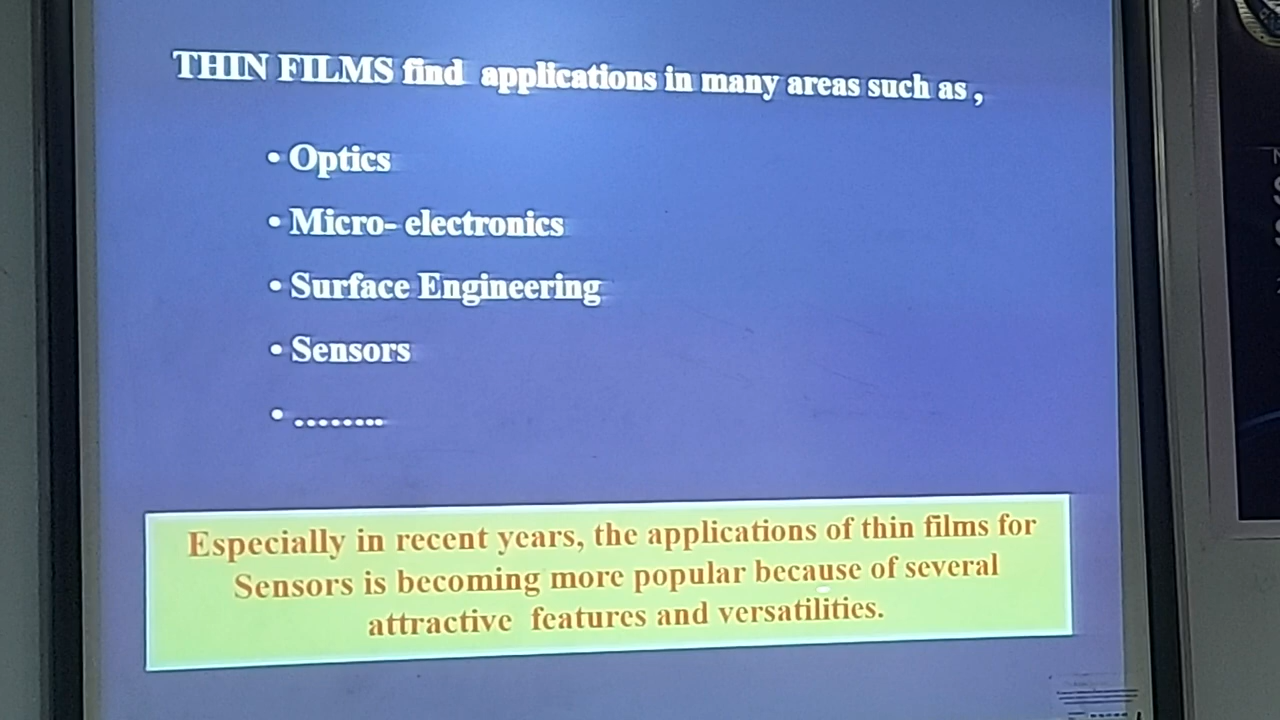 THIN FILMS find applications in many areas such as ,
• Optics
• Micro- electronics
• Surface Engineering
• Sensors
• ........
Especially in recent years, the applications of thin films for
Sensors is becoming more popular because of several
attractive features and versatilities.